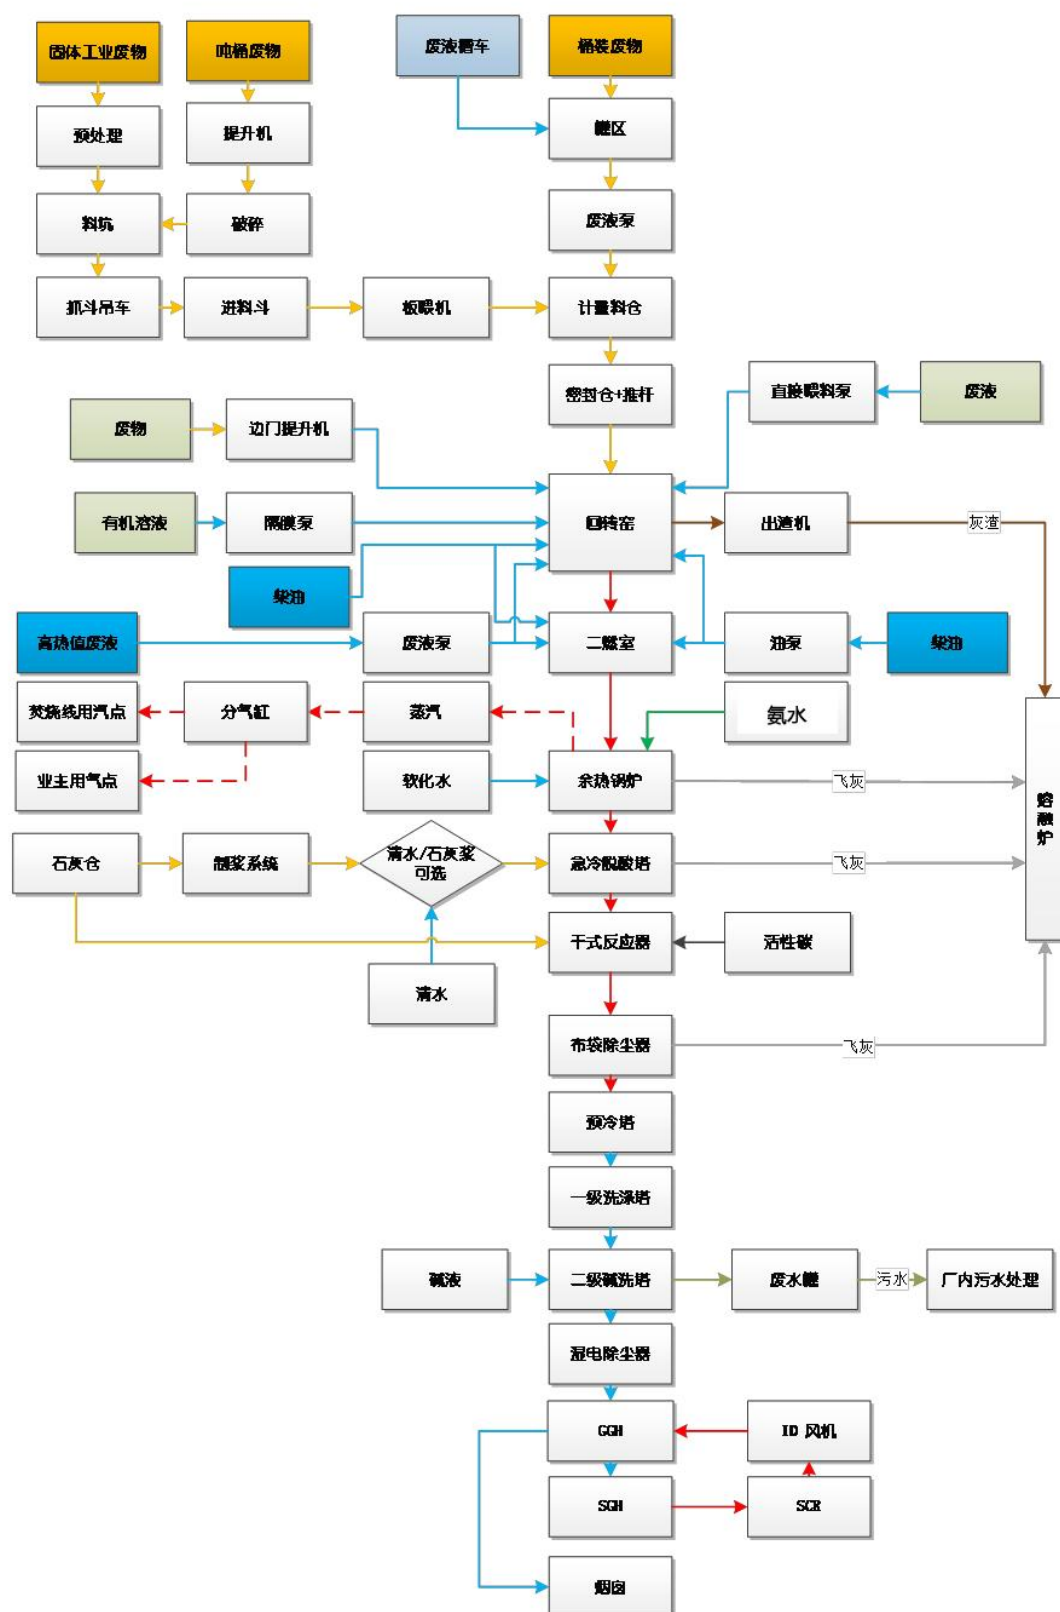 固体工业废物
吨桶废物
废液槽车
桶装废物
预处理
提升机
罐区
料坑
破碎
废液泵
抓斗吊车
进料斗
板喂机
计量料仓
密封仓+推杆
直接喂料泵
废液
废物
边门提升机
有机溶液
隔膜泵
回转窑
出渣机
灰渣
柴油
高热值废液
废液泵
二燃室
油泵
柴油
焚烧线用汽点
分气缸
蒸汽
氨水
业主用气点
软化水
余热锅炉
飞灰
熔融炉
石灰仓
制浆系统
清水/石灰浆
可选
急冷脱酸塔
飞灰
干式反应器
活性碳
清水
布袋除尘器
飞灰
预冷塔
一级洗涤塔
碱液
二级碱洗塔
废水罐
污水
厂内污水处理
湿电除尘器
GGH
ID 风机
SGH
SCR
烟囱